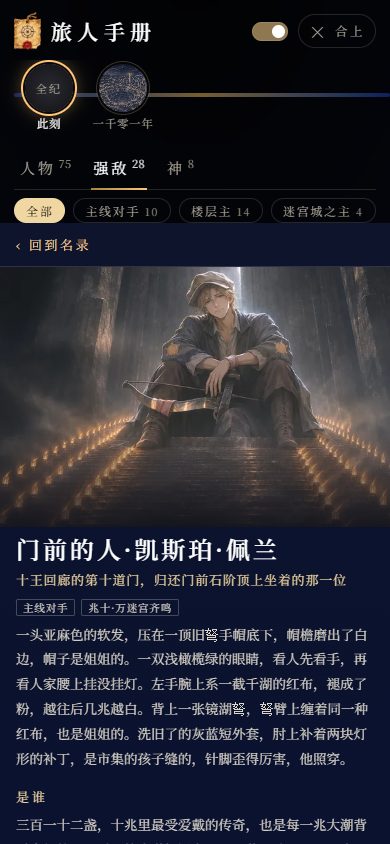 旅人手册
合上
全纪
此刻
一千零一年
人物 75
强敌 28
神 8
全部
主线对手 10
楼层主 14
迷宫城之主 4
‹ 回到名录
门前的人·凯斯珀·佩兰
十王回廊的第十道门，归还门前石阶顶上坐着的那一位
主线对手
兆十·万迷宫齐鸣
一头亚麻色的软发，压在一顶旧弩手帽底下，帽檐磨出了白
边，帽子是姐姐的。一双浅橄榄绿的眼睛，看人先看手，再
看人家腰上挂没挂灯。左手腕上系一截千湖的红布，褪成了
粉，越往后几兆越白。背上一张镜湖弩，弩臂上缠着同一种
红布，也是姐姐的。洗旧了的灰蓝短外套，肘上补着两块灯
形的补丁，是市集的孩子缝的，针脚歪得厉害，他照穿。
是谁
三百一十二盏，十兆里最受爱戴的传奇，也是每一兆大潮背